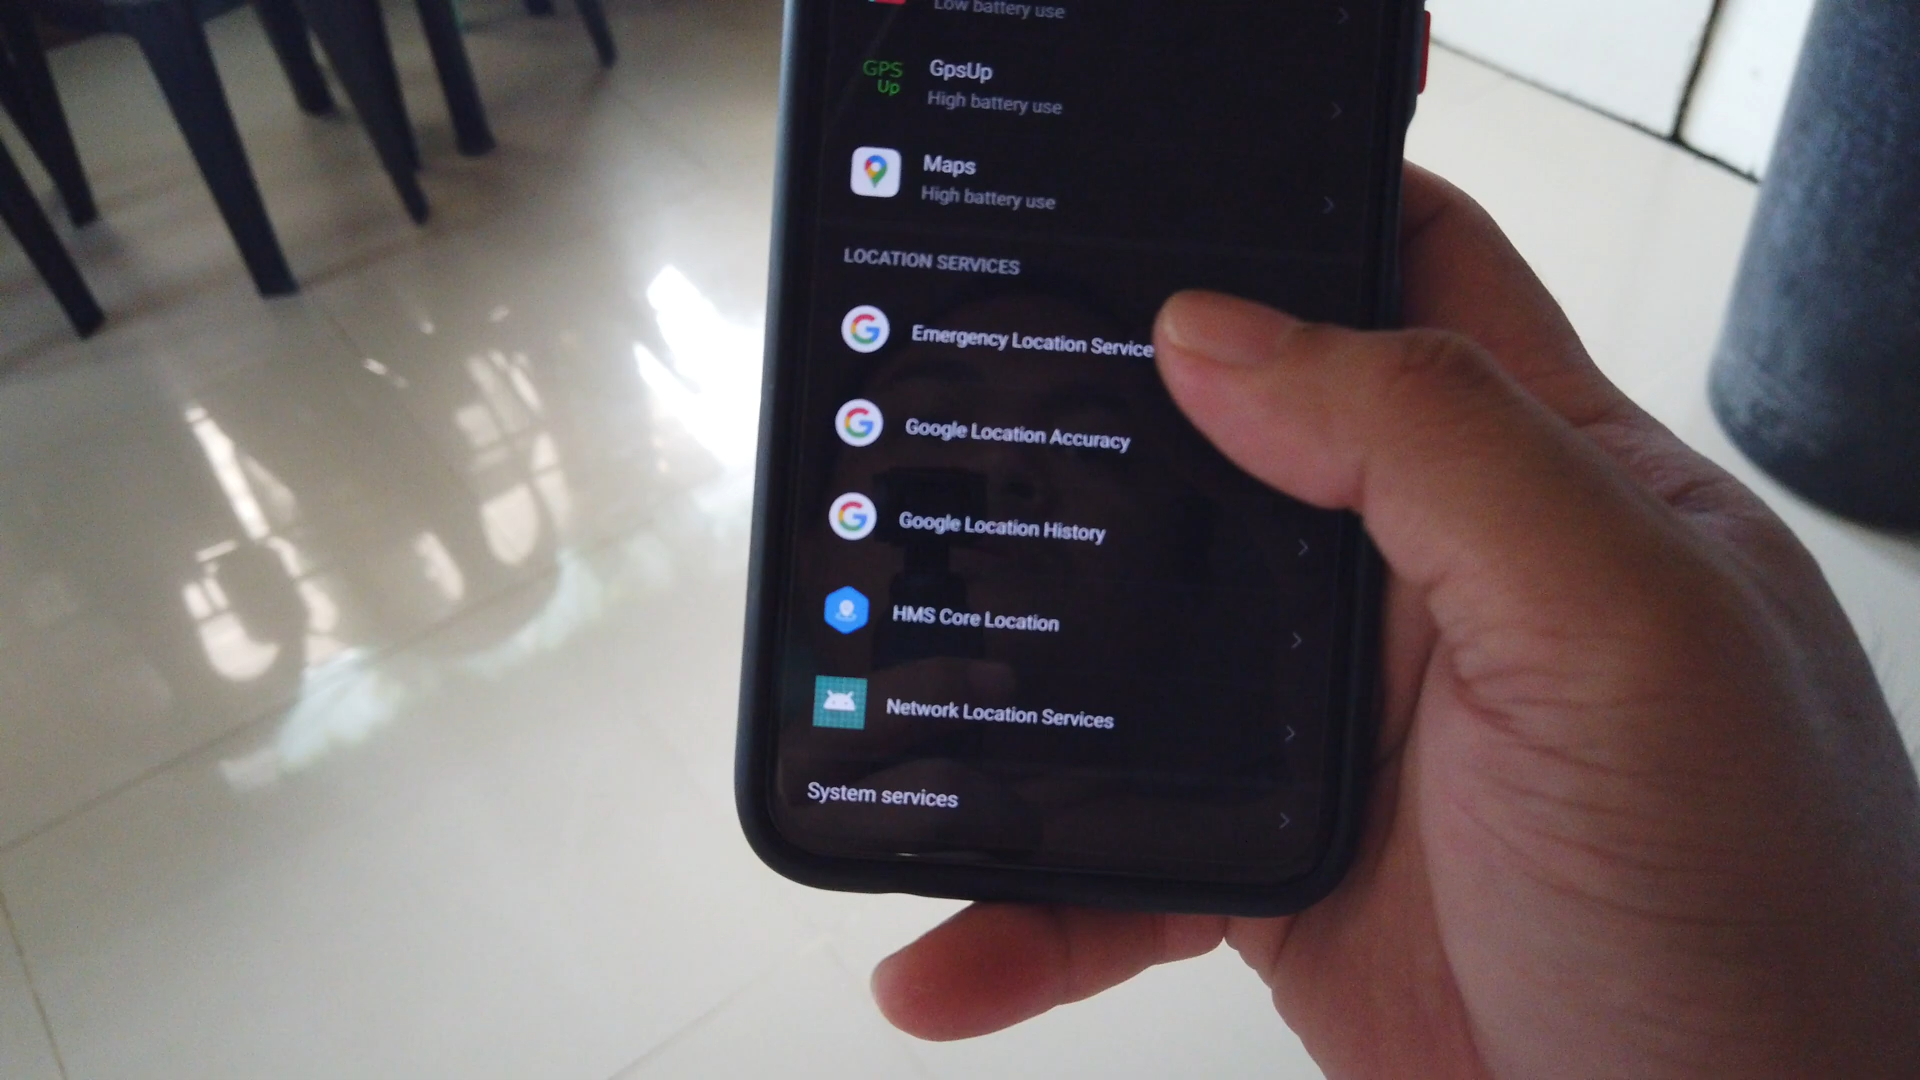 Low battery use
GPS
Up
GpsUp
High battery use
Maps
High battery use
LOCATION SERVICES
G
Emergency Location Service
G
Google Location Accuracy
G
Google Location History
HMS Core Location
Network Location Services
System services